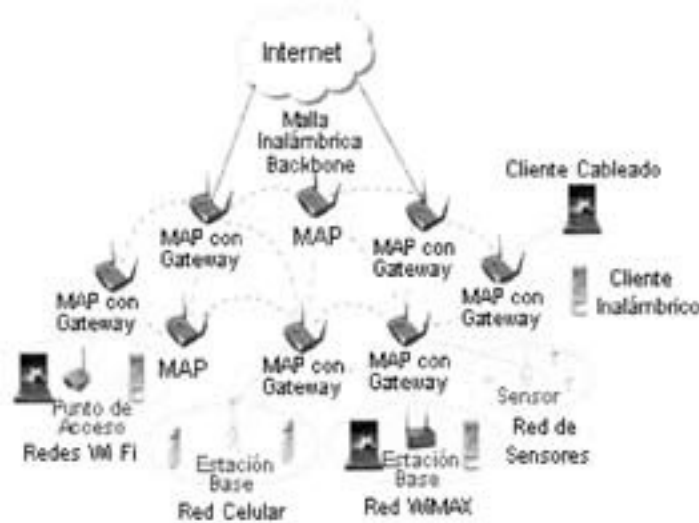 Internet
Malla
Inalámbrica
Backbone
Cliente Cableado
MAP con
Gateway
MAP
MAP con
Gateway
MAP con
Gateway
MAP con
Gateway
Cliente
Inalámbrico
MAP
MAP con
Gateway
MAP con
Gateway
Punto de
Acceso
Redes Wi Fi
Sensor
Red de
Sensores
Estación
Base
Red Celular
Estación
Base
Red WiMAX